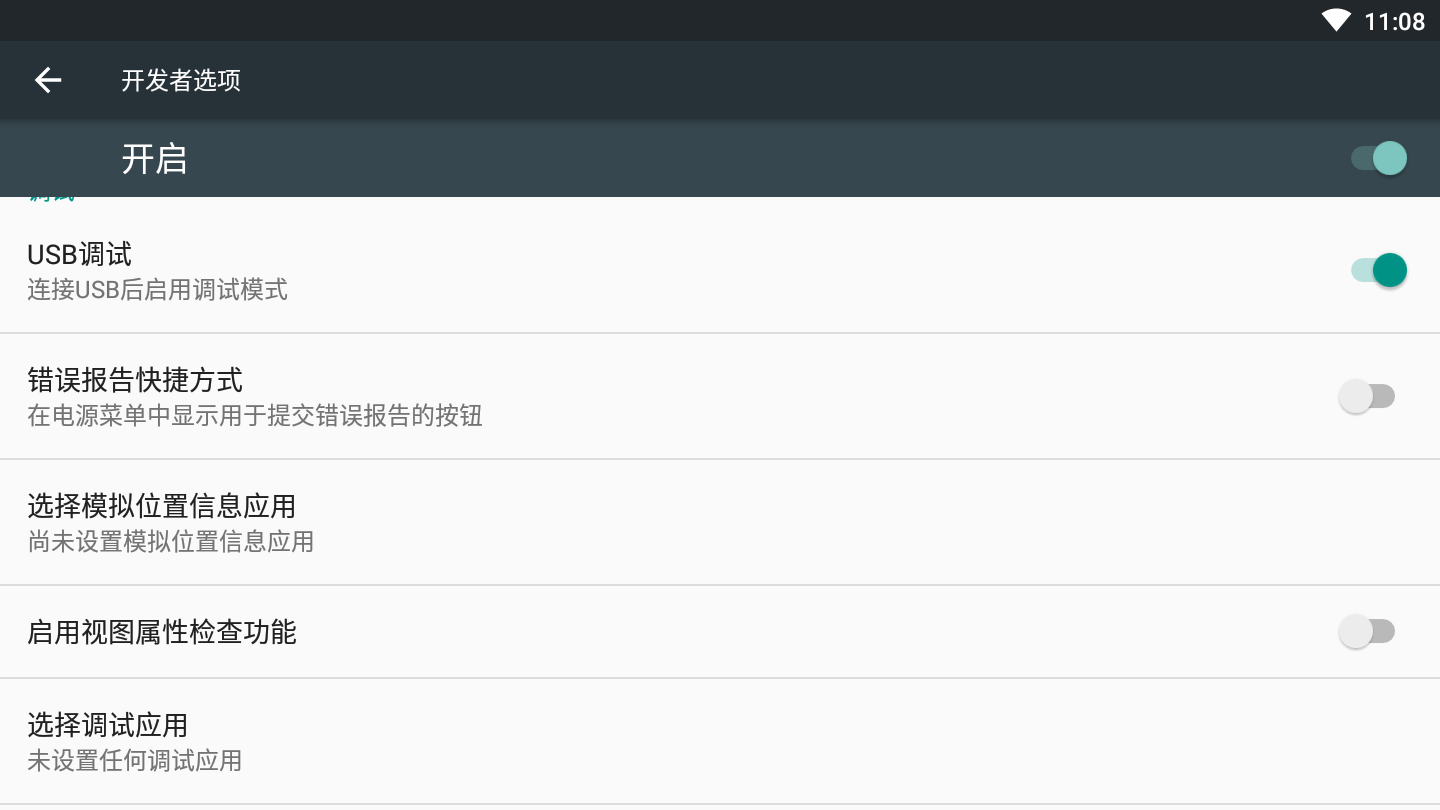 11:08
开发者选项
开启
USB调试
连接USB后启用调试模式
错误报告快捷方式
在电源菜单中显示用于提交错误报告的按钮
选择模拟位置信息应用
尚未设置模拟位置信息应用
启用视图属性检查功能
选择调试应用
未设置任何调试应用